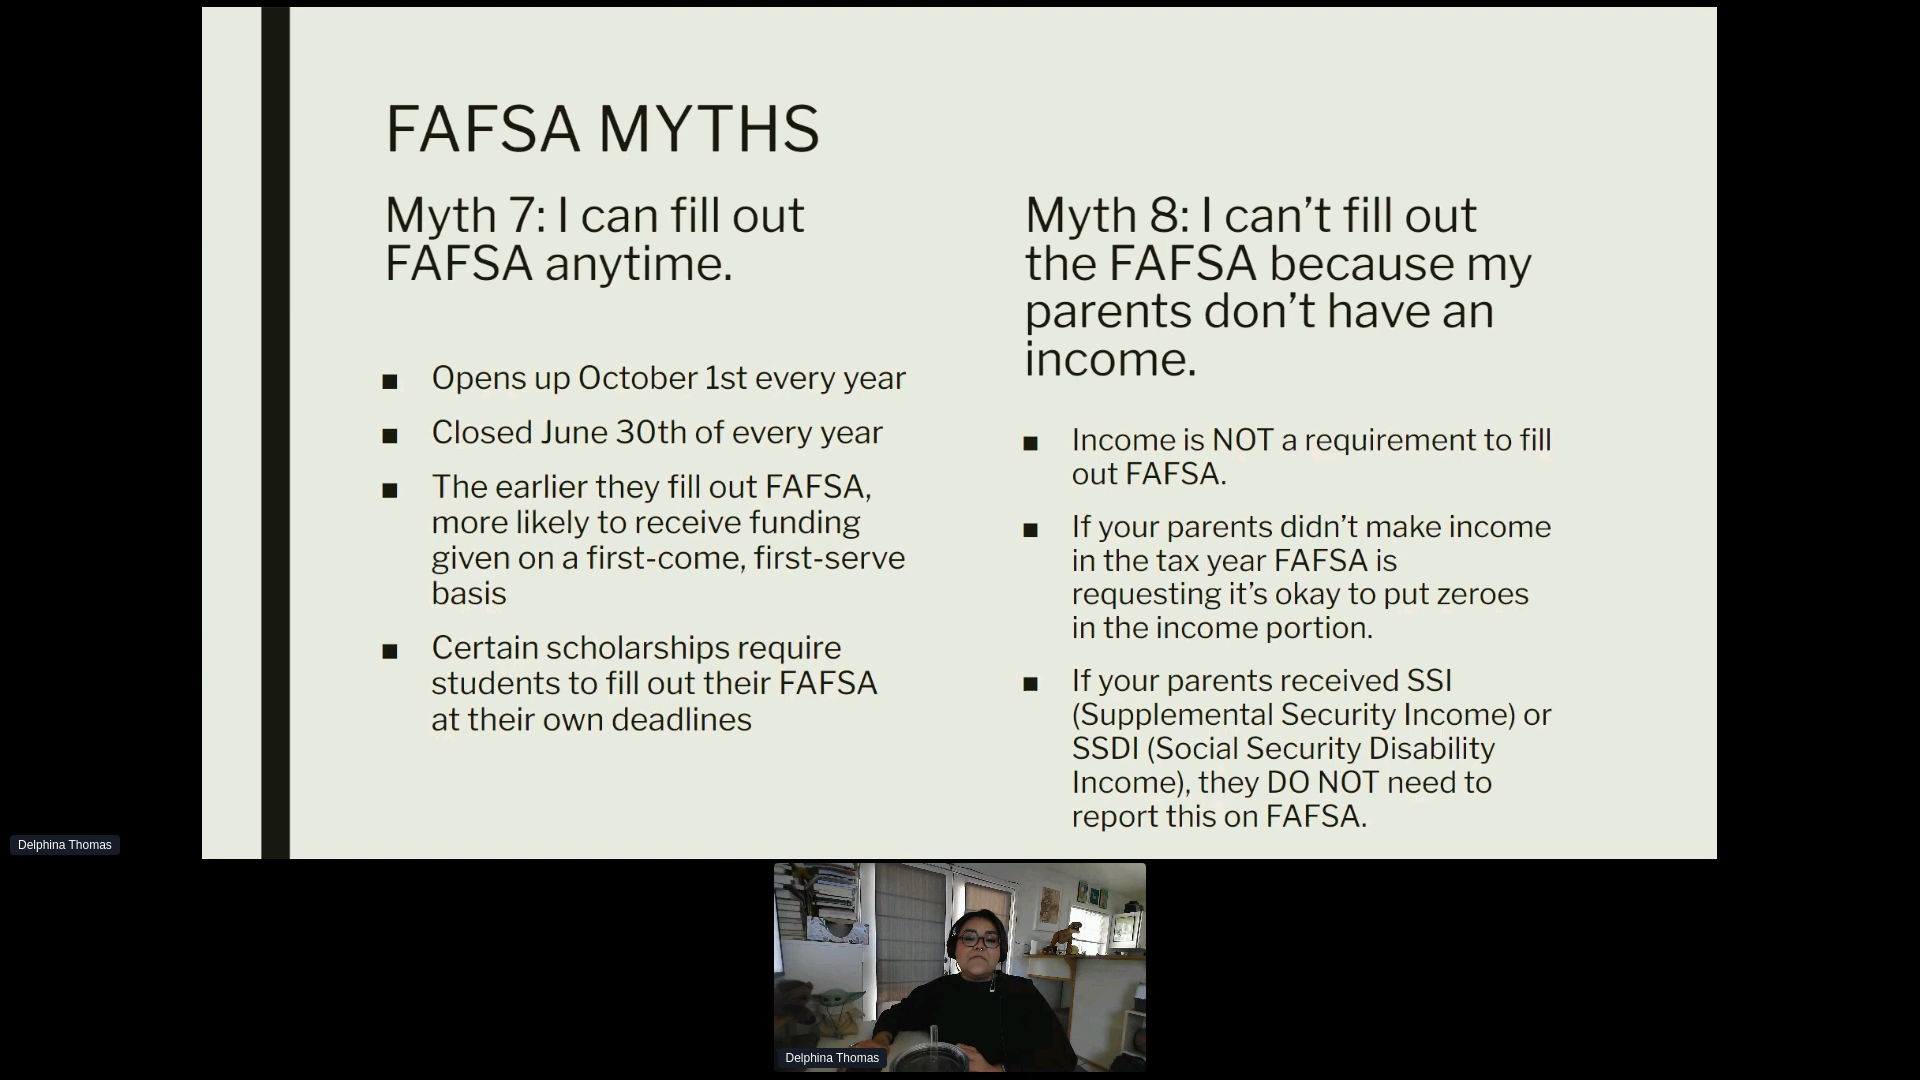 FAFSA MYTHS
Myth 7: I can fill out
FAFSA anytime.
■ Opens up October 1st every year
■ Closed June 30th of every year
■ The earlier they fill out FAFSA,
more likely to receive funding
given on a first-come, first-serve
basis
■ Certain scholarships require
students to fill out their FAFSA
at their own deadlines
Myth 8: I can’t fill out
the FAFSA because my
parents don’t have an
income.
■ Income is NOT a requirement to fill
out FAFSA.
■ If your parents didn’t make income
in the tax year FAFSA is
requesting it’s okay to put zeroes
in the income portion.
■ If your parents received SSI
(Supplemental Security Income) or
SSDI (Social Security Disability
Income), they DO NOT need to
report this on FAFSA.
Delphina Thomas
Delphina Thomas